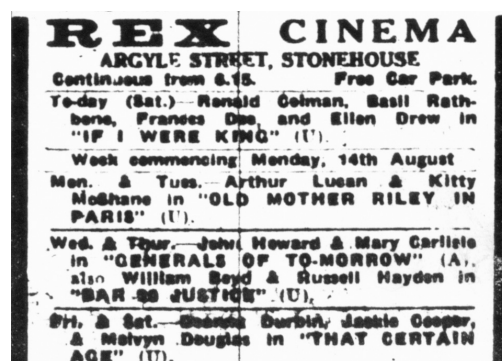 REX CINEMA
ARGYLE STREET, STONEHOUSE
Continuous from 6.15. Free Car Park.
To-day (Sat.)— Ronald Colman, Basil Rath-
bone, Frances Dee, and Ellen Drew in
"IF I WERE KING" (U).
Week commencing Monday, 14th August
Mon. & Tues.—Arthur Lucan & Kitty
McShane in "OLD MOTHER RILEY IN
PARIS" (U).
Wed. & Thur.—John Howard & Mary Carlisle
in "GENERALS OF TO-MORROW" (A),
also William Boyd & Russell Hayden in
"BAR 20 JUSTICE" (U).
Fri. & Sat.—Deanna Durbin, Jackie Cooper,
& Melvyn Douglas in "THAT CERTAIN
AGE" (U).